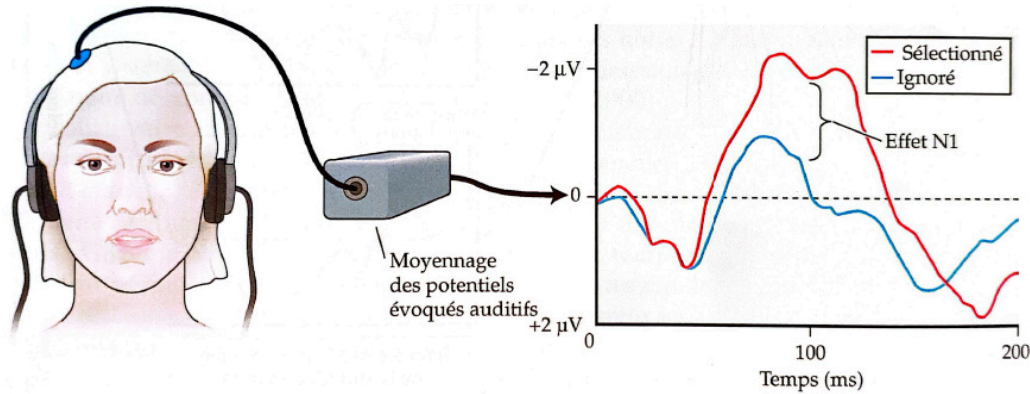 Moyennage
des potentiels
évoqués auditifs
−2 µV
0
+2 µV
Sélectionné
Ignoré
Effet N1
0
100
200
Temps (ms)